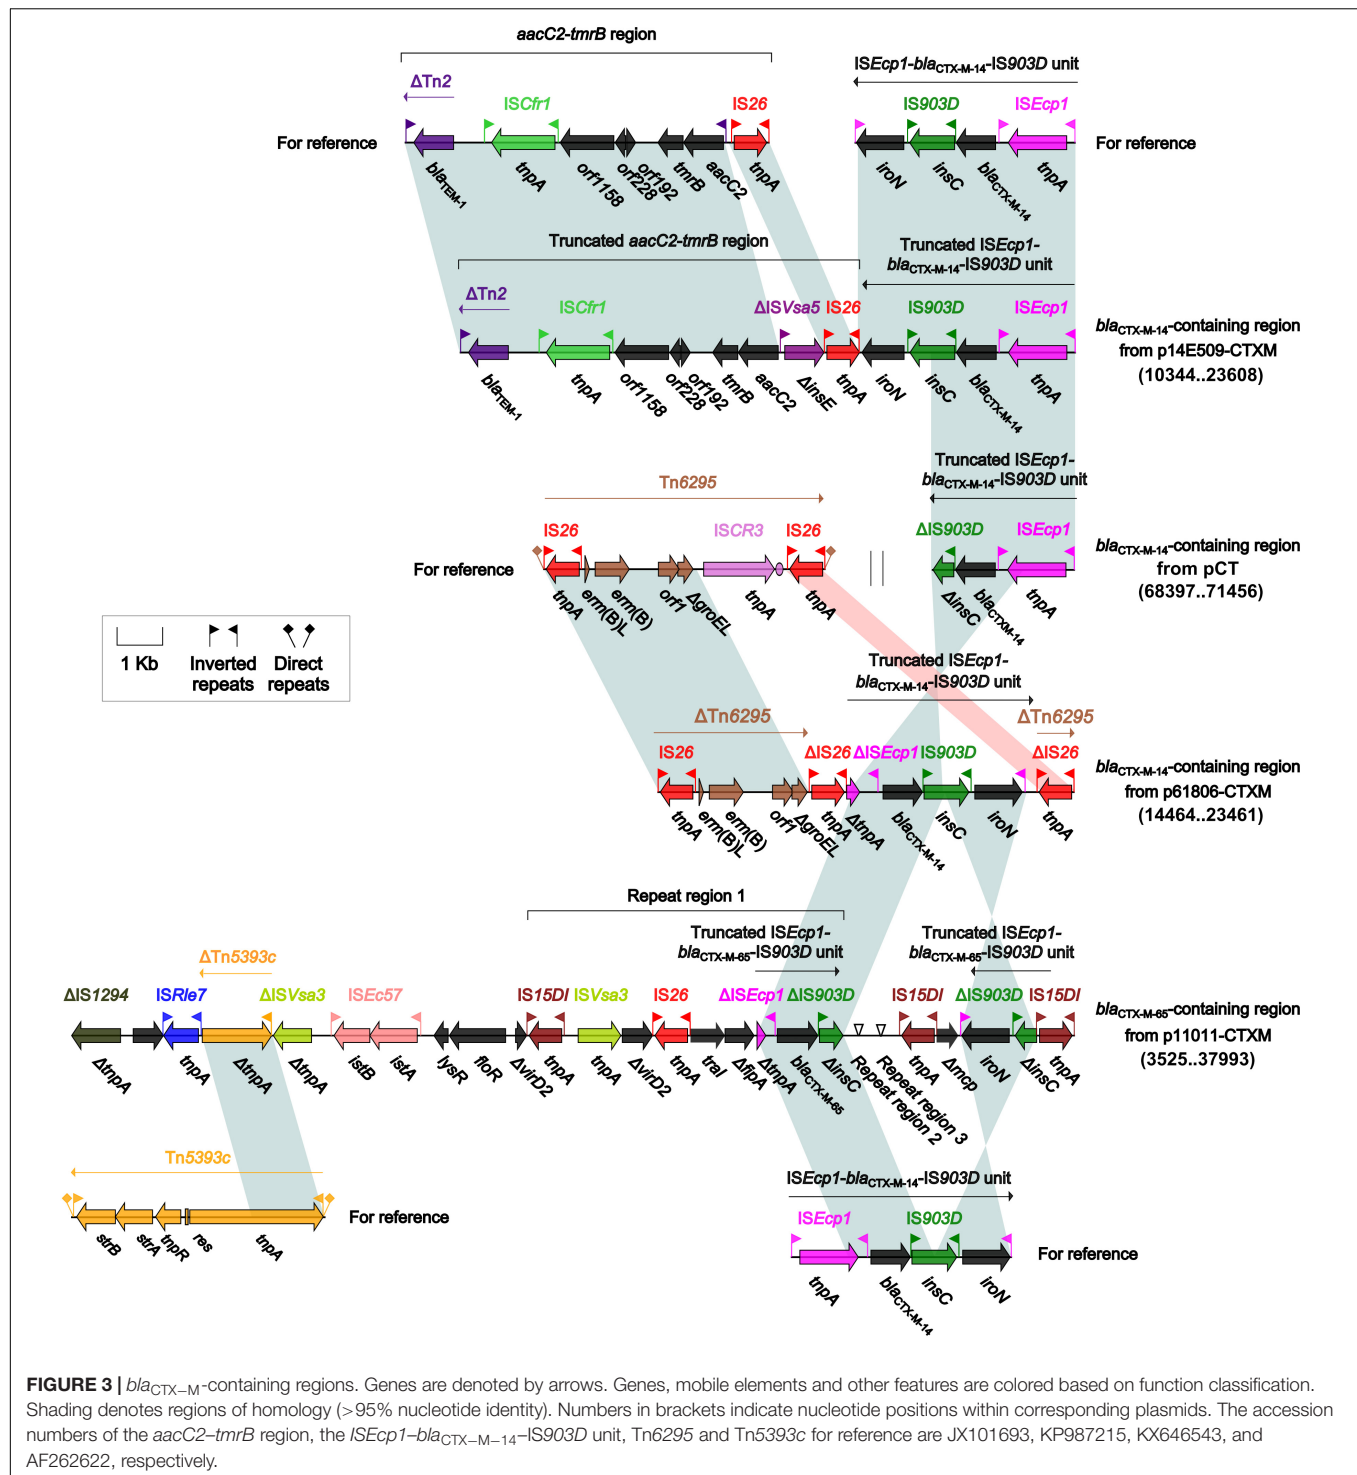 aacC2-tmrB region
ISEcp1-blaCTX-M-14-IS903D unit
ΔTn2
ISCfr1
IS26
IS903D
ISEcp1
For reference
For reference
blaTEM-1
tnpA
orf1158
orf228
orf192
tmrB
aacC2
tnpA
iroN
insC
blaCTX-M-14
tnpA
Truncated aacC2-tmrB region
Truncated ISEcp1-
blaCTX-M-14-IS903D unit
ΔTn2
ISCfr1
ΔISVsa5
IS26
IS903D
ISEcp1
blaCTX-M-14-containing region
from p14E509-CTXM
(10344..23608)
blaTEM-1
tnpA
orf1158
orf228
orf192
tmrB
aacC2
ΔinsE
tnpA
iroN
insC
blaCTX-M-14
tnpA
Truncated ISEcp1-
blaCTX-M-14-IS903D unit
Tn6295
IS26
ISCR3
IS26
ΔIS903D
ISEcp1
For reference
blaCTX-M-14-containing region
from pCT
(68397..71456)
tnpA
erm(B)L
erm(B)
orf1
ΔgroEL
tnpA
tnpA
ΔinsC
blaCTXM-14
tnpA
1 Kb
Inverted
repeats
Direct
repeats
Truncated ISEcp1-
blaCTX-M-14-IS903D unit
ΔTn6295
ΔTn6295
IS26
ΔIS26
ΔISEcp1
IS903D
ΔIS26
blaCTX-M-14-containing region
from p61806-CTXM
(14464..23461)
tnpA
erm(B)L
erm(B)
orf1
ΔgroEL
tnpA
ΔtnpA
blaCTX-M-14
insC
iroN
tnpA
Repeat region 1
Truncated ISEcp1-
blaCTX-M-65-IS903D unit
Truncated ISEcp1-
blaCTX-M-65-IS903D unit
ΔTn5393c
ΔIS1294
ISRle7
ΔISVsa3
ISEc57
IS15DI
ISVsa3
IS26
ΔISEcp1
ΔIS903D
IS15DI
ΔIS903D
IS15DI
blaCTX-M-65-containing region
from p11011-CTXM
(3525..37993)
ΔtnpA
tnpA
ΔtnpA
ΔtnpA
istB
istA
lysR
floR
ΔvirD2
tnpA
tnpA
ΔvirD2
tnpA
traI
ΔfipA
ΔtnpA
blaCTX-M-65
ΔinsC
Repeat region 2
Repeat region 3
tnpA
Δmcp
iroN
ΔinsC
tnpA
Tn5393c
For reference
strB
strA
tnpR
res
tnpA
ISEcp1-blaCTX-M-14-IS903D unit
ISEcp1
IS903D
For reference
tnpA
blaCTX-M-14
insC
iroN
FIGURE 3 | blaCTX−M-containing regions. Genes are denoted by arrows. Genes, mobile elements and other features are colored based on function classification.
Shading denotes regions of homology (>95% nucleotide identity). Numbers in brackets indicate nucleotide positions within corresponding plasmids. The accession
numbers of the aacC2–tmrB region, the ISEcp1–blaCTX−M−14–IS903D unit, Tn6295 and Tn5393c for reference are JX101693, KP987215, KX646543, and
AF262622, respectively.